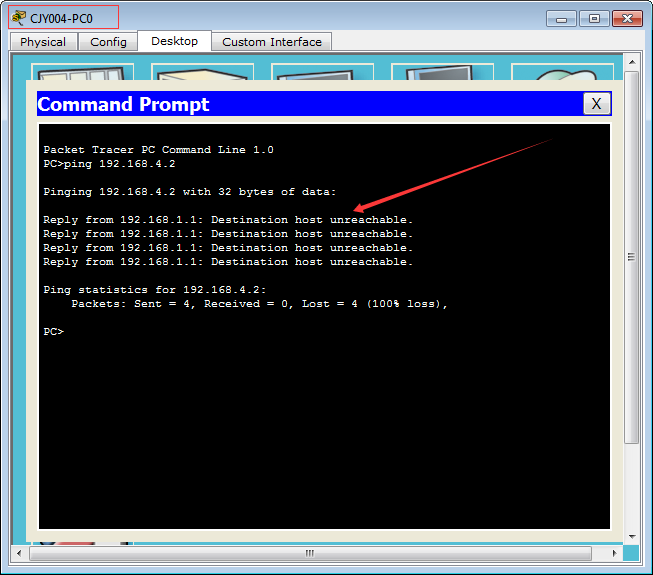 CJY004-PC0
Physical Config Desktop Custom Interface
Command Prompt X
Packet Tracer PC Command Line 1.0
PC>ping 192.168.4.2
Pinging 192.168.4.2 with 32 bytes of data:
Reply from 192.168.1.1: Destination host unreachable.
Reply from 192.168.1.1: Destination host unreachable.
Reply from 192.168.1.1: Destination host unreachable.
Reply from 192.168.1.1: Destination host unreachable.
Ping statistics for 192.168.4.2:
Packets: Sent = 4, Received = 0, Lost = 4 (100% loss),
PC>